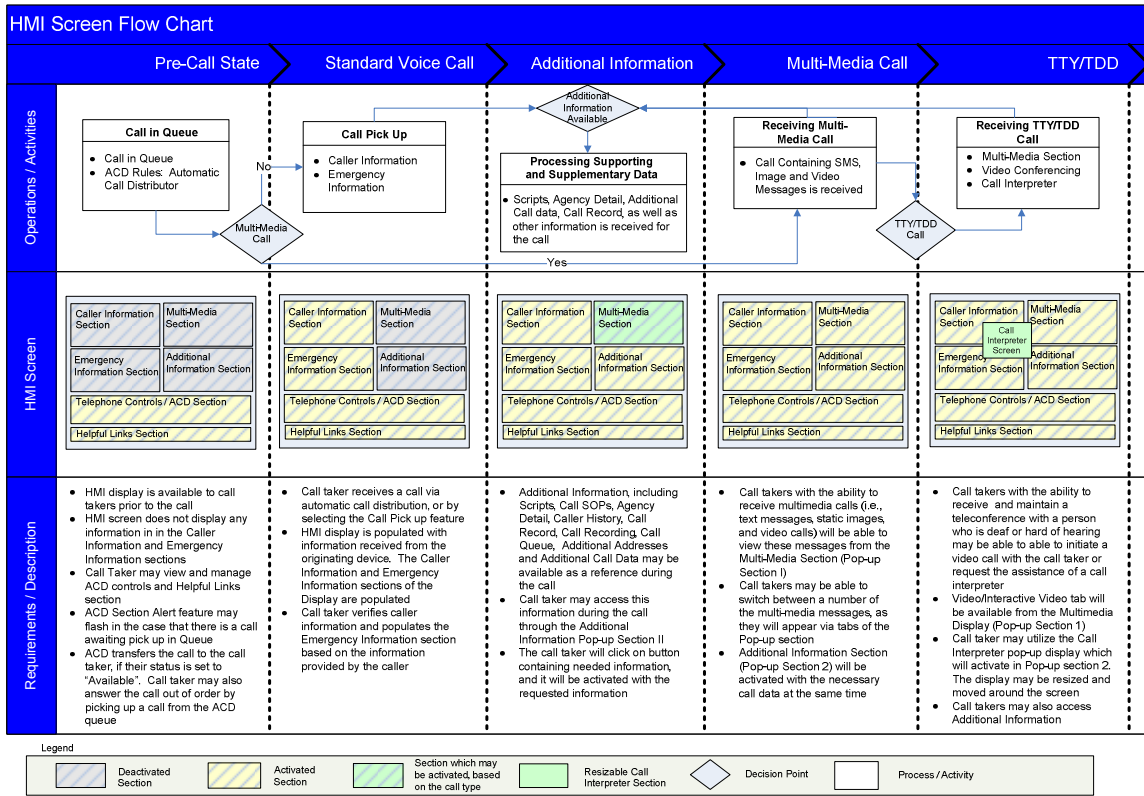 HMI Screen Flow Chart
Pre-Call State
Standard Voice Call
Additional Information
Multi-Media Call
TTY/TDD
Operations / Activities
Call in Queue
• Call in Queue
• ACD Rules: Automatic
Call Distributor
Multi-Media
Call
No
Yes
Call Pick Up
• Caller Information
• Emergency
Information
Additional
Information
Available
Processing Supporting
and Supplementary Data
• Scripts, Agency Detail, Additional
Call data, Call Record, as well as
other information is received for
the call
Receiving Multi-
Media Call
• Call Containing SMS,
Image and Video
Messages is received
TTY/TDD
Call
Receiving TTY/TDD
Call
• Multi-Media Section
• Video Conferencing
• Call Interpreter
HMI Screen
Caller Information
Section
Multi-Media
Section
Emergency
Information Section
Additional
Information Section
Telephone Controls / ACD Section
Helpful Links Section
Caller Information
Section
Multi-Media
Section
Emergency
Information Section
Additional
Information Section
Telephone Controls / ACD Section
Helpful Links Section
Caller Information
Section
Multi-Media
Section
Emergency
Information Section
Additional
Information Section
Telephone Controls / ACD Section
Helpful Links Section
Caller Information
Section
Multi-Media
Section
Emergency
Information Section
Additional
Information Section
Telephone Controls / ACD Section
Helpful Links Section
Caller Information
Section
Multi-Media
Section
Call
Interpreter
Screen
Emergency
Information Section
Additional
Information Section
Telephone Controls / ACD Section
Helpful Links Section
Requirements / Description
• HMI display is available to call
takers prior to the call
• HMI screen does not display any
information in in the Caller
Information and Emergency
Information sections
• Call Taker may view and manage
ACD controls and Helpful Links
section
• ACD Section Alert feature may
flash in the case that there is a call
awaiting pick up in Queue
• ACD transfers the call to the call
taker, if their status is set to
“Available”. Call taker may also
answer the call out of order by
picking up a call from the ACD
queue
• Call taker receives a call via
automatic call distribution, or by
selecting the Call Pick up feature
• HMI display is populated with
information received from the
originating device. The Caller
Information and Emergency
Information sections of the
Display are populated
• Call taker verifies caller
information and populates the
Emergency Information section
based on the information
provided by the caller
• Additional Information, including
Scripts, Call SOPs, Agency
Detail, Caller History, Call
Record, Call Recording, Call
Queue, Additional Addresses
and Additional Call Data may be
available as a reference during
the call
• Call taker may access this
information during the call
through the Additional
Information Pop-up Section II
• The call taker will click on button
containing needed information,
and it will be activated with the
requested information
• Call takers with the ability to
receive multimedia calls (i.e.,
text messages, static images,
and video calls) will be able to
view these messages from the
Multi-Media Section (Pop-up
Section I)
• Call takers may be able to
switch between a number of
the multi-media messages, as
they will appear via tabs of the
Pop-up section
• Additional Information Section
(Pop-up Section 2) will be
activated with the necessary
call data at the same time
• Call takers with the ability to
receive and maintain a
teleconference with a person
who is deaf or hard of hearing
may be able to able to initiate a
video call with the call taker or
request the assistance of a call
interpreter
• Video/Interactive Video tab will
be available from the Multimedia
Display (Pop-up Section 1)
• Call taker may utilize the Call
Interpreter pop-up display which
will activate in Pop-up section 2.
The display may be resized and
moved around the screen
• Call takers may also access
Additional Information
Legend
Deactivated
Section
Activated
Section
Section which may
be activated, based
on the call type
Resizable Call
Interpreter Section
Decision Point
Process / Activity